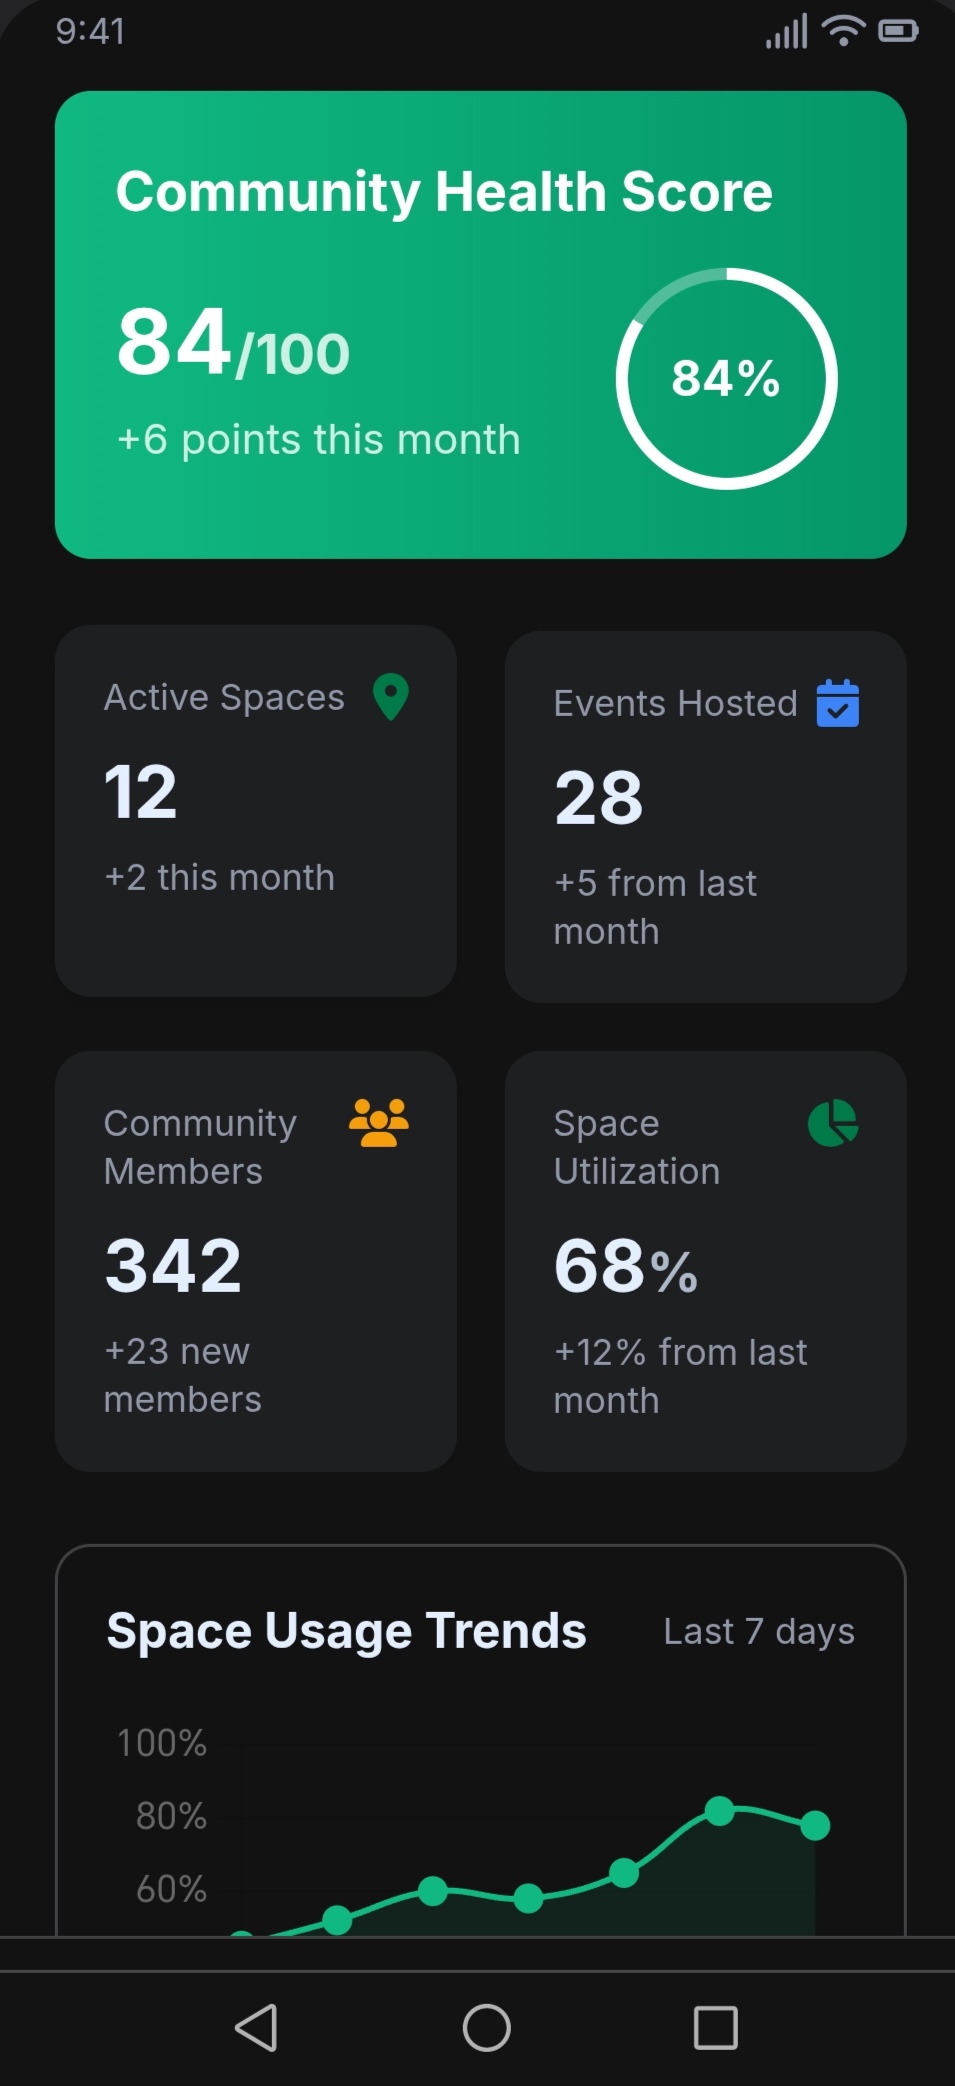 9:41
Community Health Score
84/100
+6 points this month
84%
Active Spaces
12
+2 this month
Events Hosted
28
+5 from last
month
Community
Members
342
+23 new
members
Space
Utilization
68%
+12% from last
month
Space Usage Trends
Last 7 days
100%
80%
60%